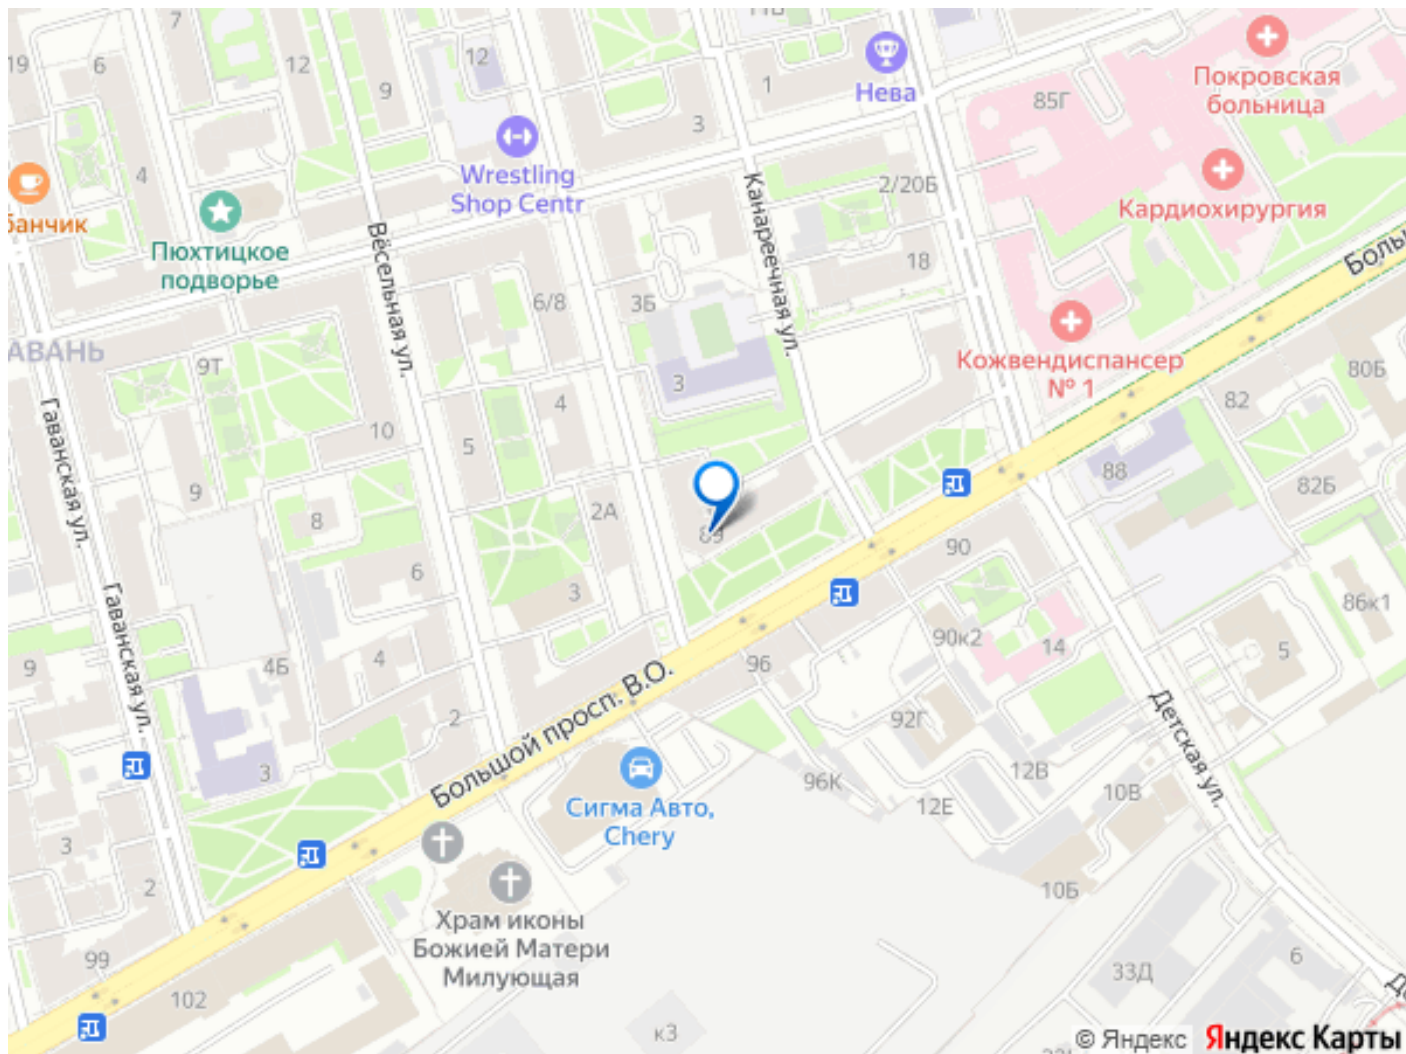 7
12
12
19
6
9
1
Нева
Покровская
больница
85Г
3
Wrestling
Shop Centr
4
2/20Б
Кардиохирургия
банчик
Пюхтицкое
подворье
Вёсельная ул.
Канареечная ул.
18
Боль
6/8
3Б
АВАНЬ
9Т
Кожвендиспансер
№ 1
80Б
3
4
82
Гаванская ул.
10
5
88
82Б
9
8
2А
89
90
6
3
86к1
Гаванская ул.
90к2
14
5
9
4Б
4
96
Большой просп. В.О.
2
92Г
Детская ул.
3
96К
12В
10В
12Е
Сигма Авто,
Chery
3
2
10Б
Храм иконы
Божией Матери
Милующая
99
102
33Д
6
к3
© Яндекс
Яндекс Карты